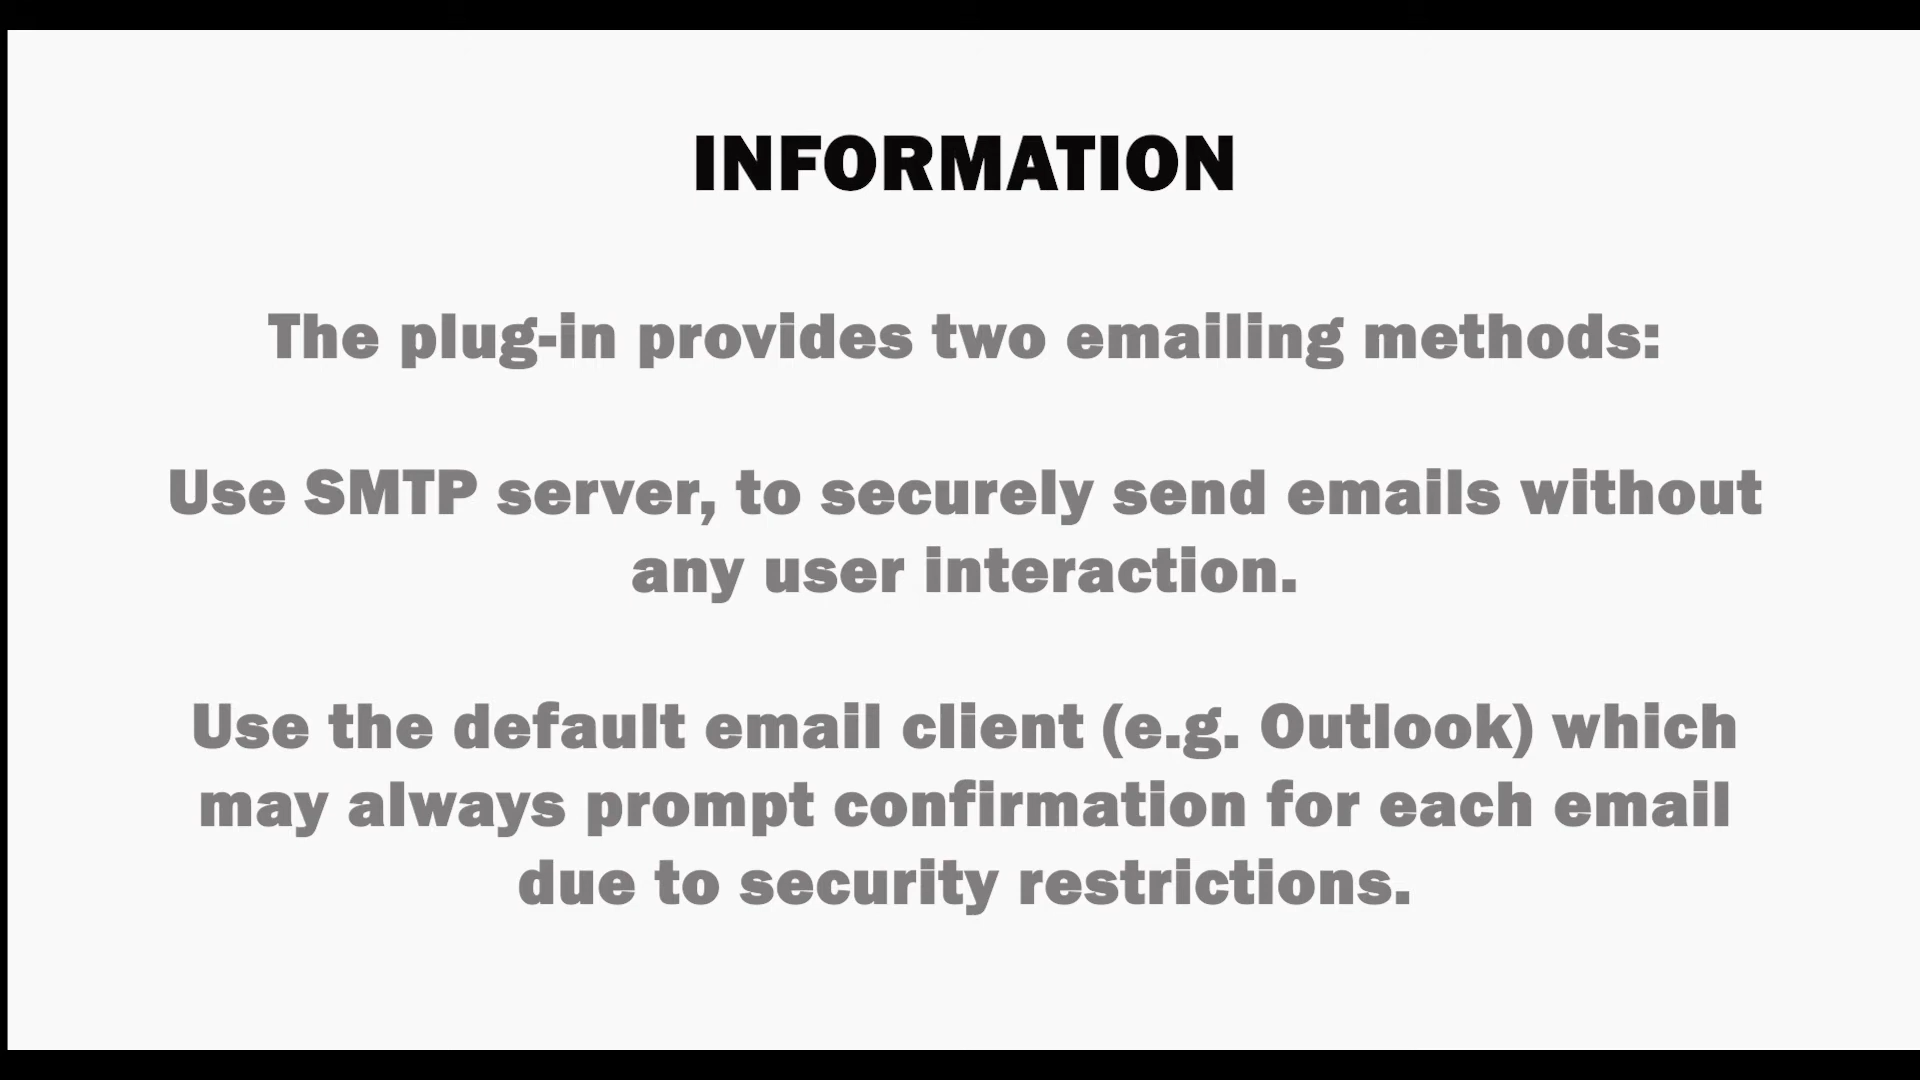 INFORMATION
The plug-in provides two emailing methods:
Use SMTP server, to securely send emails without
any user interaction.
Use the default email client (e.g. Outlook) which
may always prompt confirmation for each email
due to security restrictions.